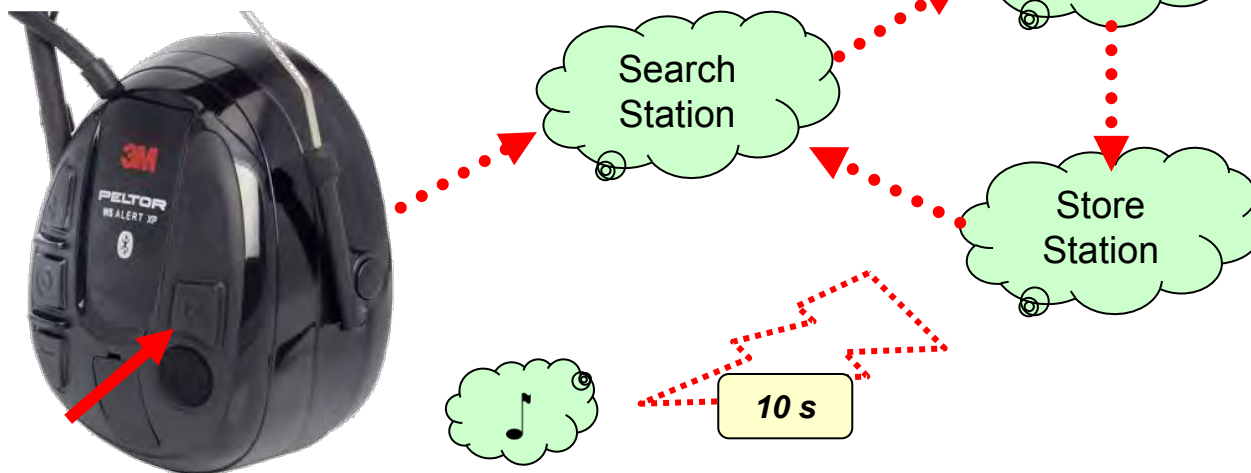 Search
Station
3M
PELTOR
WS ALERT XP
Store
Station
10 s